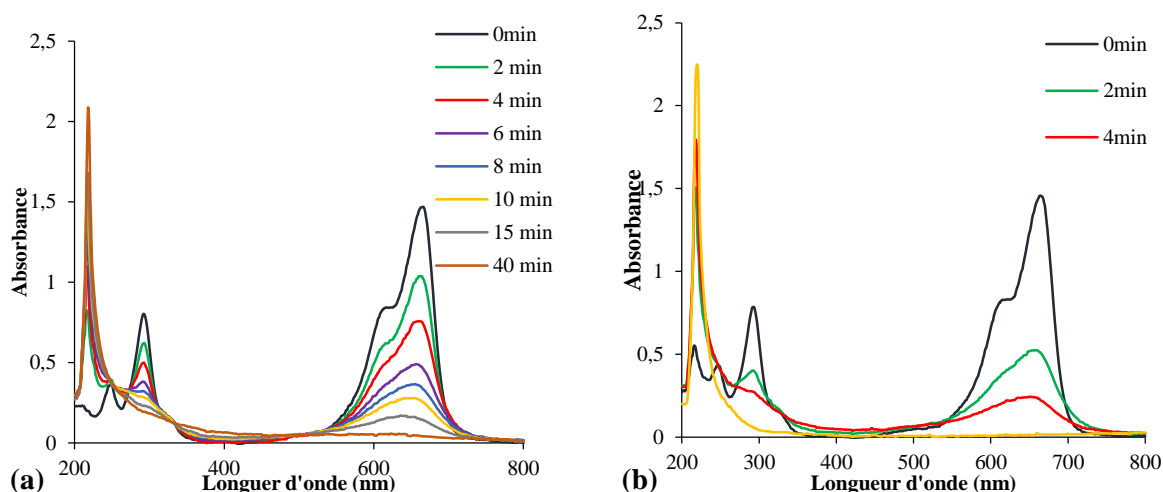 2,5
2
1,5
1
0,5
0
200
400
600
800
Absorbance
Longuer d'onde (nm)
(a)
0min
2 min
4 min
6 min
8 min
10 min
15 min
40 min
2,5
2
1,5
1
0,5
0
200
300
400
500
600
700
800
Absorbance
Longueur d'onde (nm)
(b)
0min
2min
4min